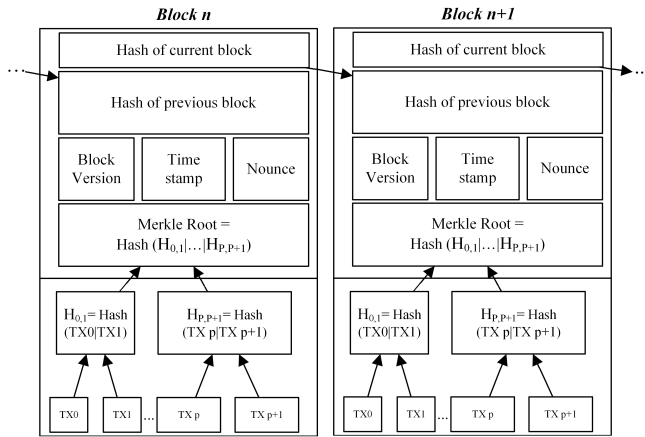 Block n
Hash of current block
...
Hash of previous block
Block
Version
Time
stamp
Nounce
Merkle Root =
Hash (H0,1|...|HP,P+1)
H0,1= Hash
(TX0|TX1)
HP,P+1= Hash
(TX p|TX p+1)
TX0
TX1
...
TX p
TX p+1
Block n+1
Hash of current block
Hash of previous block
..
Block
Version
Time
stamp
Nounce
Merkle Root =
Hash (H0,1|...|HP,P+1)
H0,1= Hash
(TX0|TX1)
HP,P+1= Hash
(TX p|TX p+1)
TX0
TX1
...
TX p
TX p+1